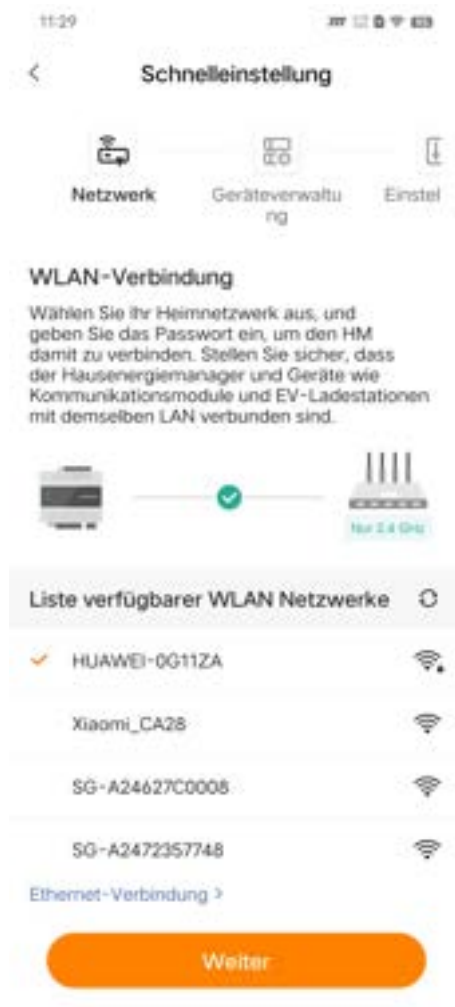 11:29
Schnelleinstellung
Netzwerk
Geräteverwaltu
ng
Einstel
WLAN-Verbindung
Wählen Sie Ihr Heimnetzwerk aus, und
geben Sie das Passwort ein, um den HM
damit zu verbinden. Stellen Sie sicher, dass
der Hausenergiemanager und Geräte wie
Kommunikationsmodule und EV-Ladestationen
mit demselben LAN verbunden sind.
Nur 2.4 GHz
Liste verfügbarer WLAN Netzwerke
HUAWEI-0G11ZA
Xiaomi_CA28
SG-A24627C0008
SG-A2472357748
Ethernet-Verbindung >
Weiter